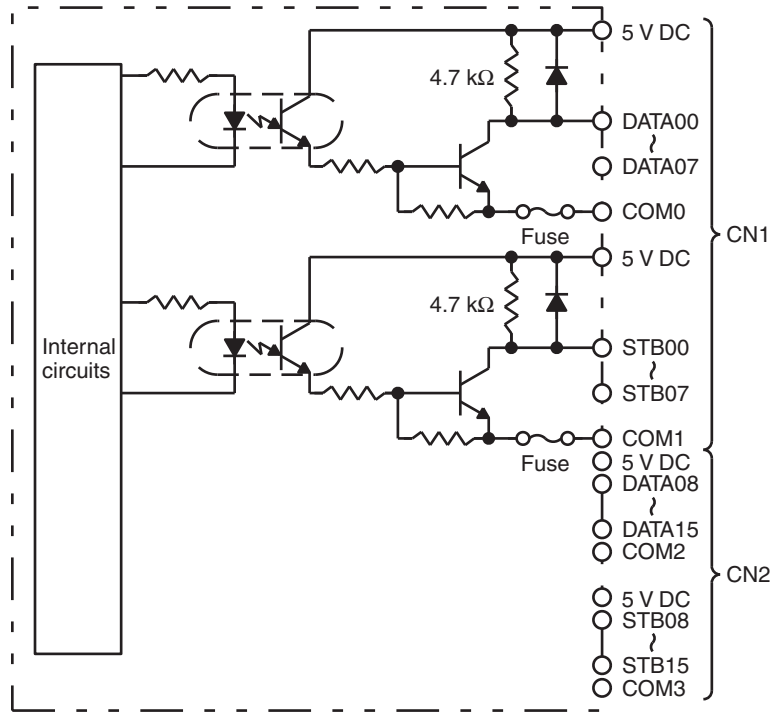 5 V DC
4.7 kΩ
DATA00
~
DATA07
COM0
Fuse
CN1
5 V DC
4.7 kΩ
Internal
circuits
STB00
~
STB07
COM1
Fuse
5 V DC
DATA08
~
DATA15
COM2
CN2
5 V DC
STB08
~
STB15
COM3